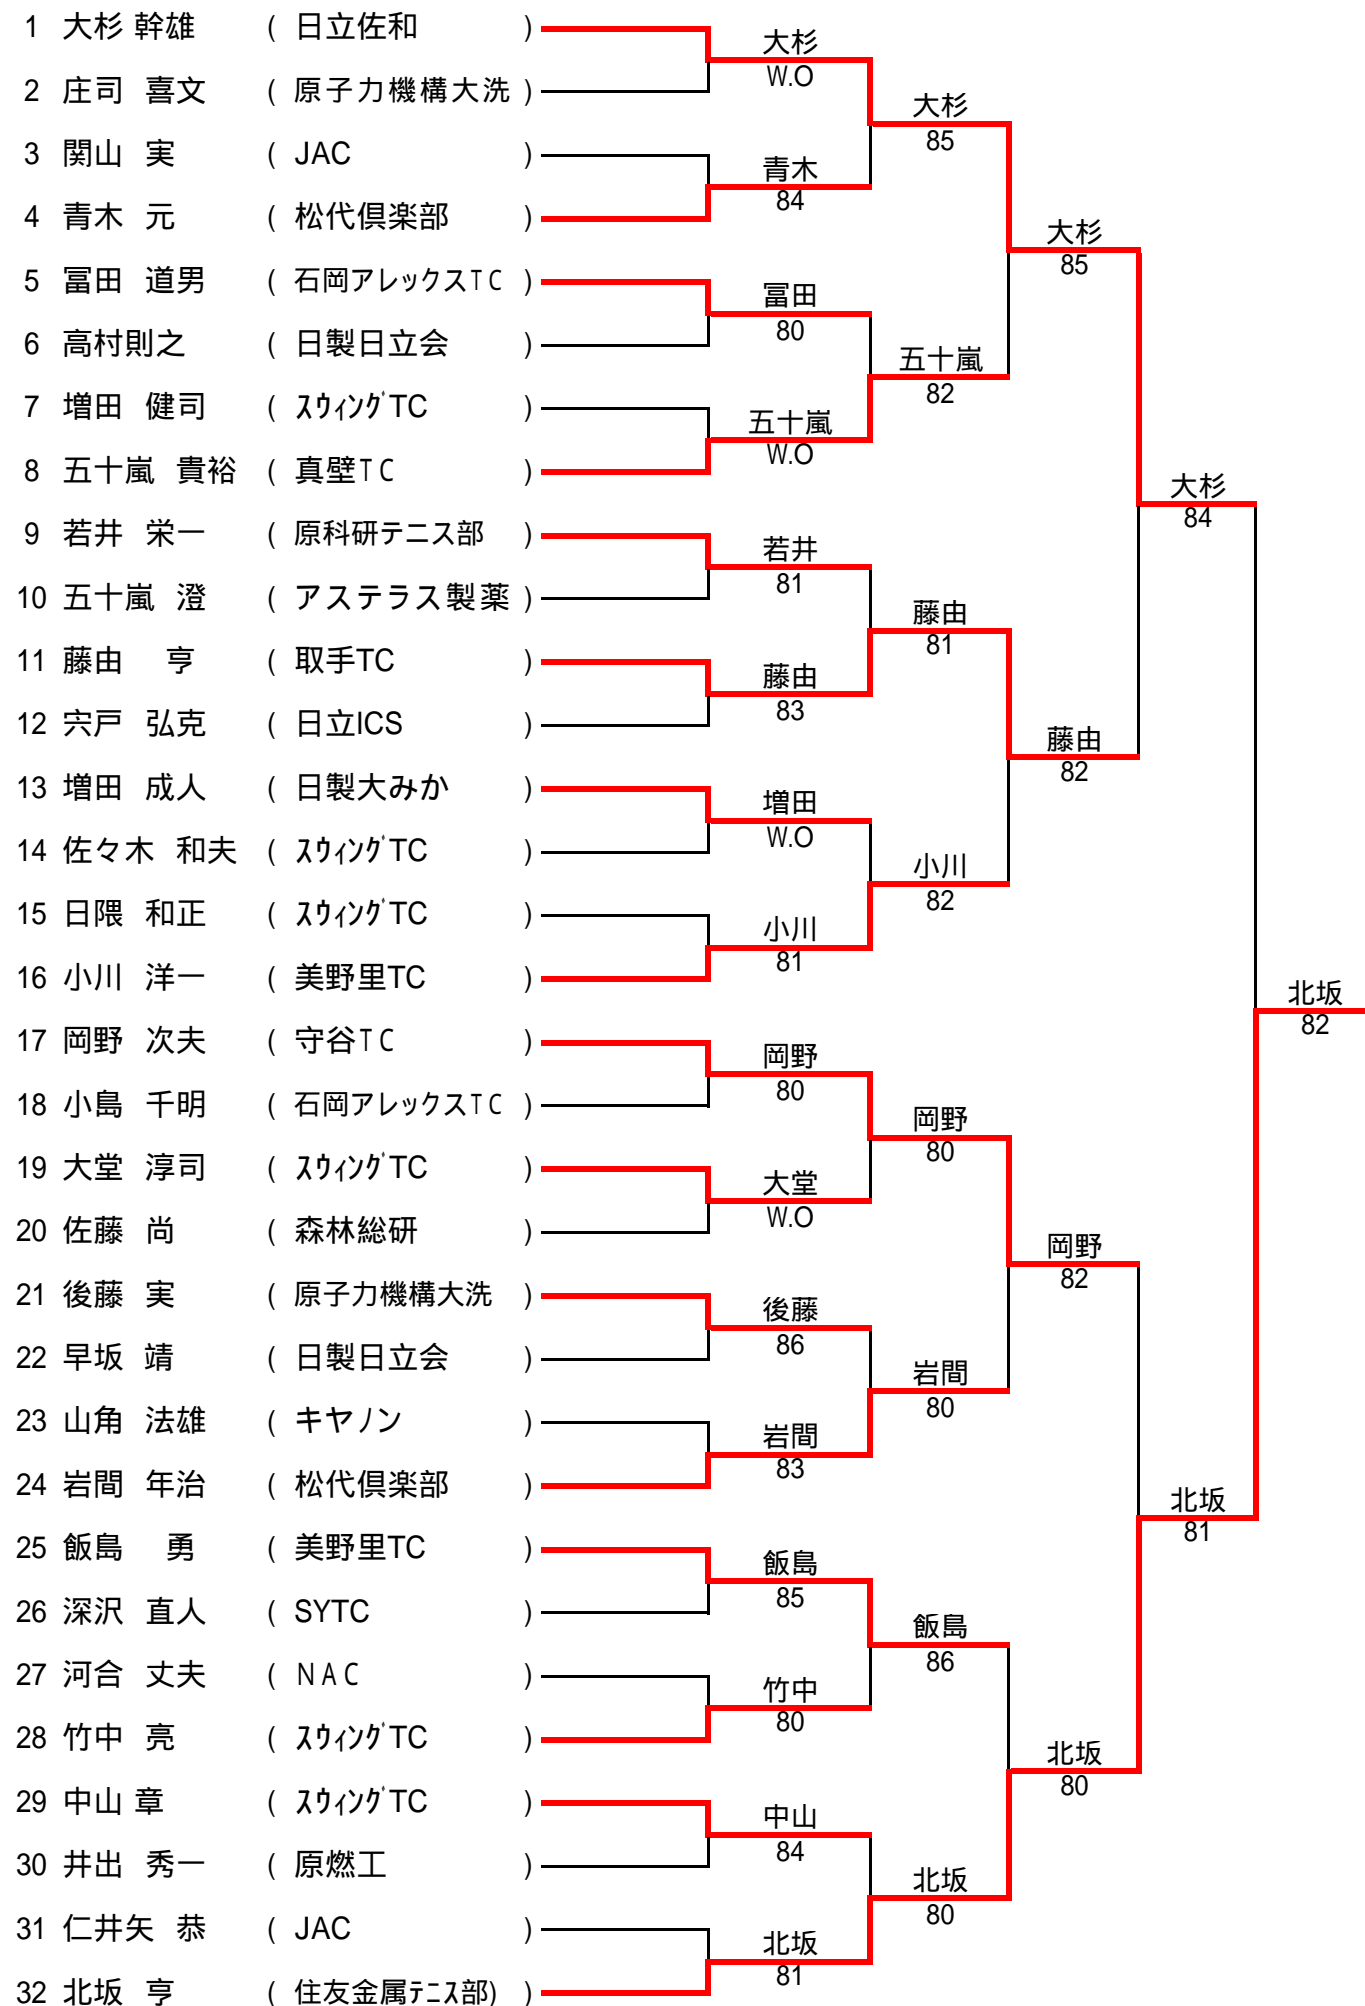 1 大杉 幹雄 ( 日立佐和 )
2 庄司 喜文 ( 原子力機構大洗 )
3 関山 実 ( JAC )
4 青木 元 ( 松代倶楽部 )
5 冨田 道男 ( 石岡アレックスTC )
6 高村則之 ( 日製日立会 )
7 増田 健司 ( スウィングTC )
8 五十嵐 貴裕 ( 真壁TC )
9 若井 栄一 ( 原科研テニス部 )
10 五十嵐 澄 ( アステラス製薬 )
11 藤由 亨 ( 取手TC )
12 宍戸 弘克 ( 日立ICS )
13 増田 成人 ( 日製大みか )
14 佐々木 和夫 ( スウィングTC )
15 日隈 和正 ( スウィングTC )
16 小川 洋一 ( 美野里TC )
17 岡野 次夫 ( 守谷TC )
18 小島 千明 ( 石岡アレックスTC )
19 大堂 淳司 ( スウィングTC )
20 佐藤 尚 ( 森林総研 )
21 後藤 実 ( 原子力機構大洗 )
22 早坂 靖 ( 日製日立会 )
23 山角 法雄 ( キヤノン )
24 岩間 年治 ( 松代倶楽部 )
25 飯島 勇 ( 美野里TC )
26 深沢 直人 ( SYTC )
27 河合 丈夫 ( NAC )
28 竹中 亮 ( スウィングTC )
29 中山 章 ( スウィングTC )
30 井出 秀一 ( 原燃工 )
31 仁井矢 恭 ( JAC )
32 北坂 亨 ( 住友金属テニス部) )
大杉
W.O
青木
84
冨田
80
五十嵐
W.O
若井
81
藤由
83
増田
W.O
小川
81
岡野
80
大堂
W.O
後藤
86
岩間
83
飯島
85
竹中
80
中山
84
北坂
81
大杉
85
五十嵐
82
藤由
81
小川
82
岡野
80
岩間
80
飯島
86
北坂
80
大杉
85
藤由
82
岡野
82
北坂
80
大杉
84
北坂
81
北坂
82